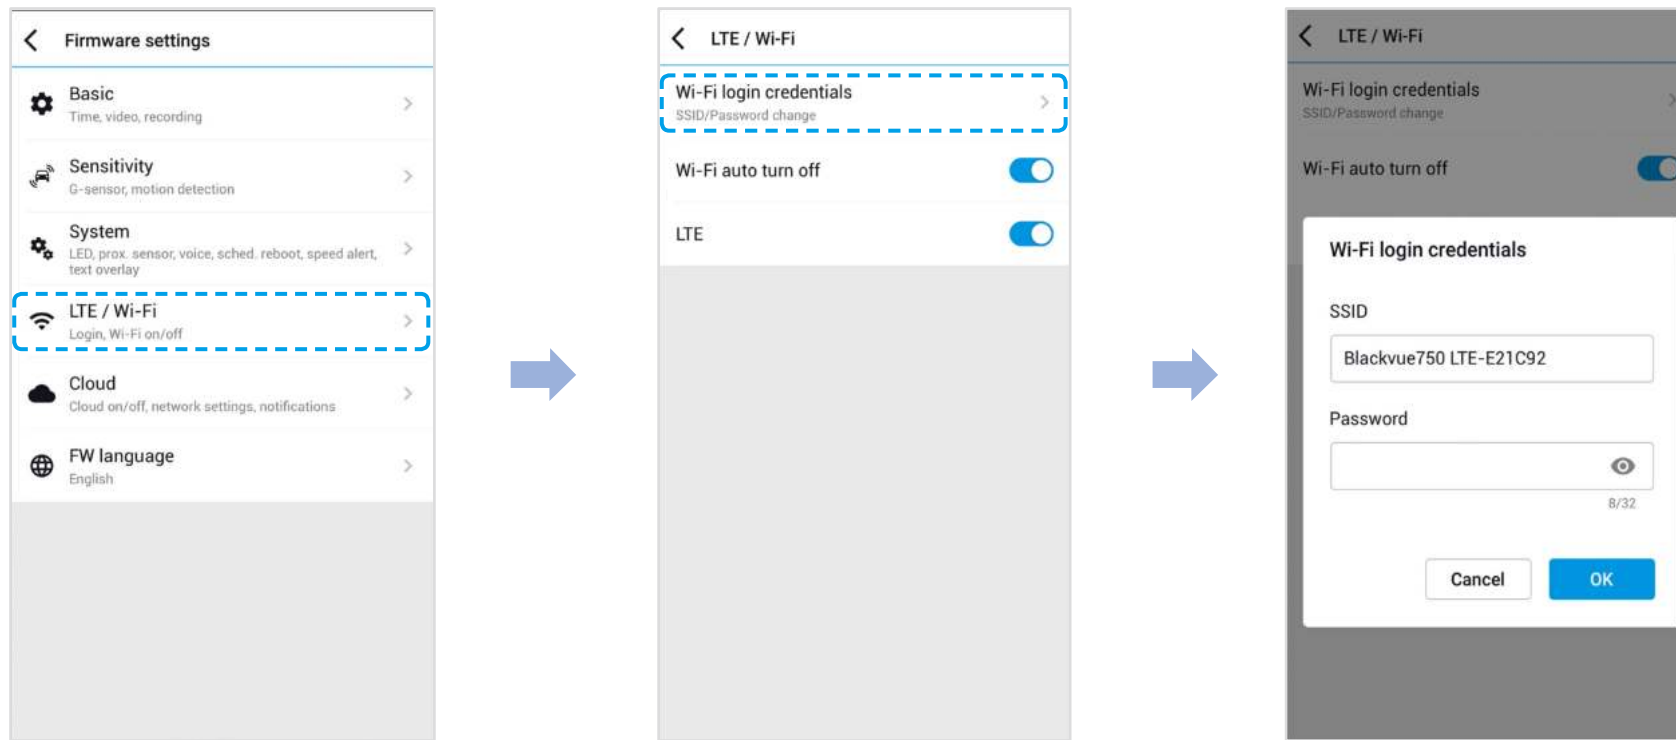 Firmware settings
Basic
Time, video, recording
Sensitivity
G-sensor, motion detection
System
LED, prox. sensor, voice, sched. reboot, speed alert,
text overlay
LTE / Wi-Fi
Login, Wi-Fi on/off
Cloud
Cloud on/off, network settings, notifications
FW language
English
LTE / Wi-Fi
Wi-Fi login credentials
SSID/Password change
Wi-Fi auto turn off
LTE
LTE / Wi-Fi
Wi-Fi login credentials
SSID/Password change
Wi-Fi auto turn off
Wi-Fi login credentials
SSID
Blackvue750 LTE-E21C92
Password
8/32
Cancel
OK